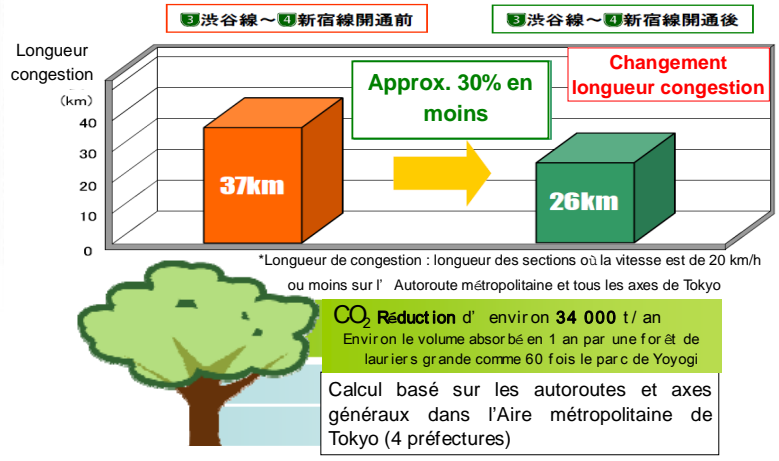 3渋谷線～4新宿線開通前
3渋谷線～4新宿線開通後
Longueur
congestion
(km)
40
30
20
10
0
Approx. 30% en
moins
Changement
longueur congestion
37km
26km
*Longueur de congestion : longueur des sections où la vitesse est de 20 km/h
ou moins sur l' Autoroute métropolitaine et tous les axes de Tokyo
CO2 Réduction d' environ 34 000 t/ an
Environ le volume absorbé en 1 an par une forêt de
lauriers grande comme 60 fois le parc de Yoyogi
Calcul basé sur les autoroutes et axes
généraux dans l'Aire métropolitaine de
Tokyo (4 préfectures)